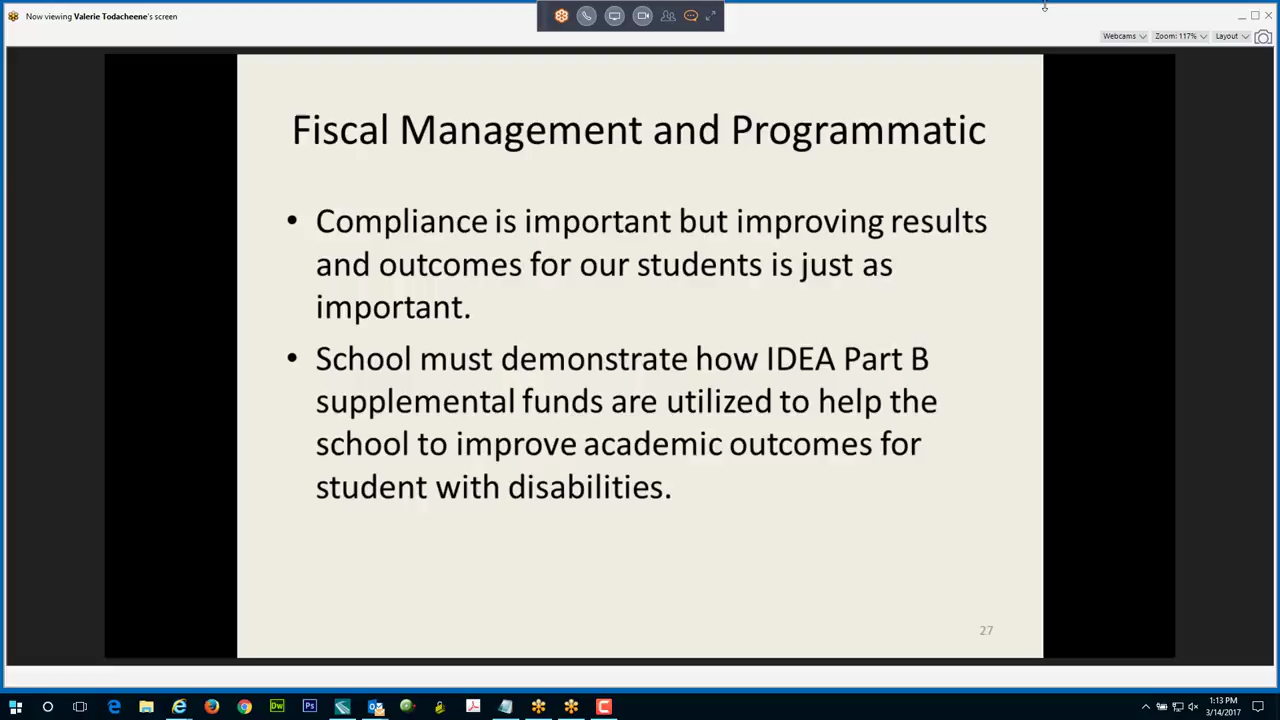 Now viewing Valerie Todacheene's screen
Webcams Zoom: 117% Layout
Fiscal Management and Programmatic
• Compliance is important but improving results
and outcomes for our students is just as
important.
• School must demonstrate how IDEA Part B
supplemental funds are utilized to help the
school to improve academic outcomes for
student with disabilities.
27
Dw
Ps
1:13 PM
3/14/2017